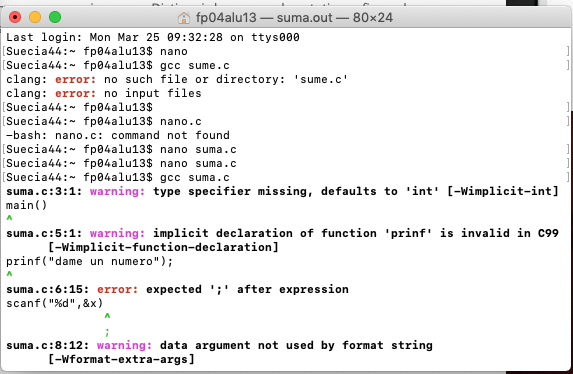 fp04alu13 — suma.out — 80×24
Last login: Mon Mar 25 09:32:28 on ttys000
[Suecia44:~ fp04alu13$ nano ]
[Suecia44:~ fp04alu13$ gcc sume.c ]
clang: error: no such file or directory: 'sume.c'
clang: error: no input files
[Suecia44:~ fp04alu13$ ]
[Suecia44:~ fp04alu13$ nano.c ]
-bash: nano.c: command not found
[Suecia44:~ fp04alu13$ nano suma.c ]
[Suecia44:~ fp04alu13$ nano suma.c ]
[Suecia44:~ fp04alu13$ gcc suma.c ]
suma.c:3:1: warning: type specifier missing, defaults to 'int' [-Wimplicit-int]
main()
^
suma.c:5:1: warning: implicit declaration of function 'prinf' is invalid in C99
[-Wimplicit-function-declaration]
prinf("dame un numero");
^
suma.c:6:15: error: expected ';' after expression
scanf("%d",&x)
^
;
suma.c:8:12: warning: data argument not used by format string
[-Wformat-extra-args]